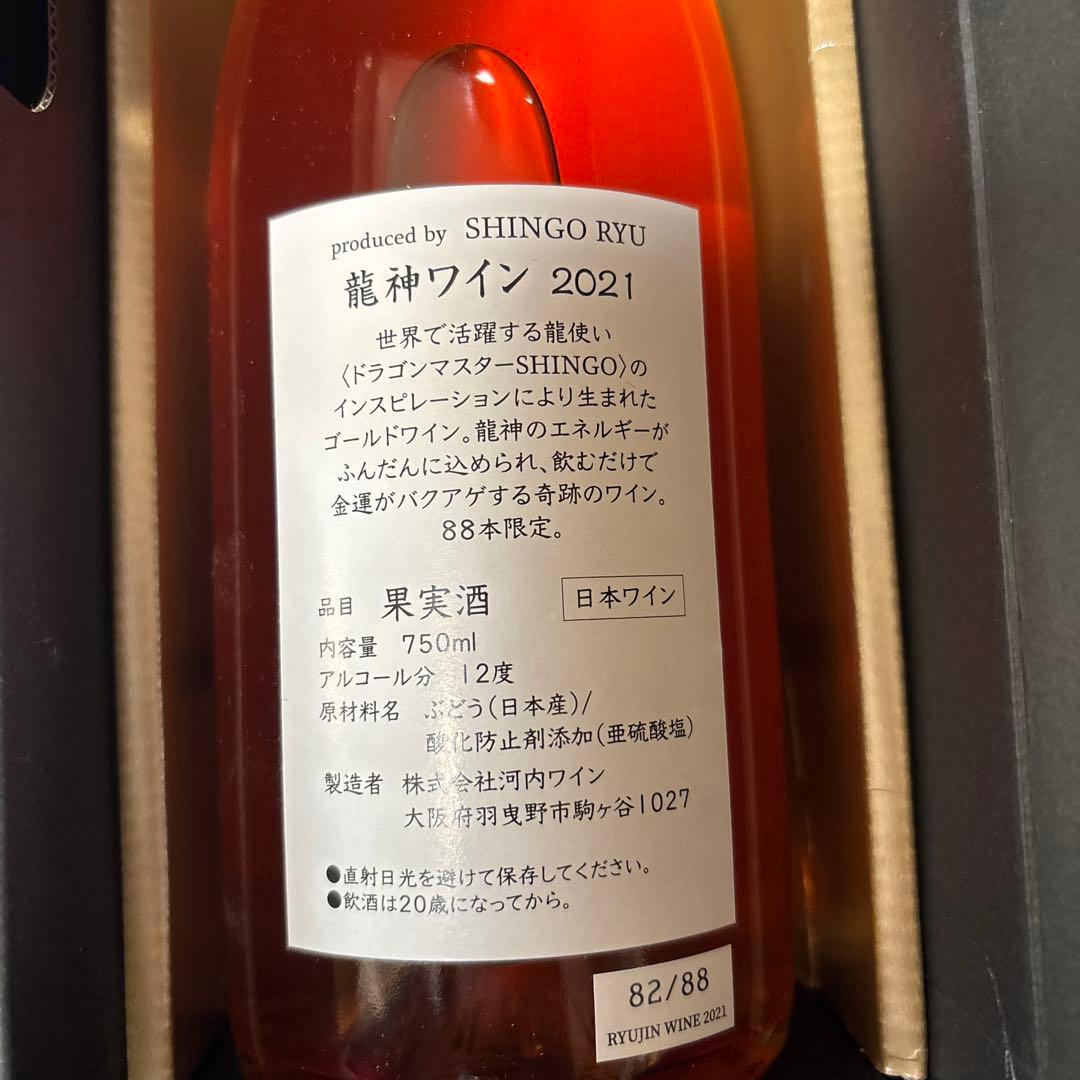 produced by SHINGO RYU
龍神ワイン 2021
世界で活躍する龍使い
〈ドラゴンマスターSHINGO〉の
インスピレーションにより生まれた
ゴールドワイン。龍神のエネルギーが
ふんだんに込められ、飲むだけで
金運がバクアゲする奇跡のワイン。
88本限定。
品目 果実酒 日本ワイン
内容量 750ml
アルコール分 12度
原材料名 ぶどう(日本産)/
酸化防止剤添加(亜硫酸塩)
製造者 株式会社河内ワイン
大阪府羽曳野市駒ヶ谷1027
●直射日光を避けて保存してください。
●飲酒は20歳になってから。
82/88
RYUJIN WINE 2021